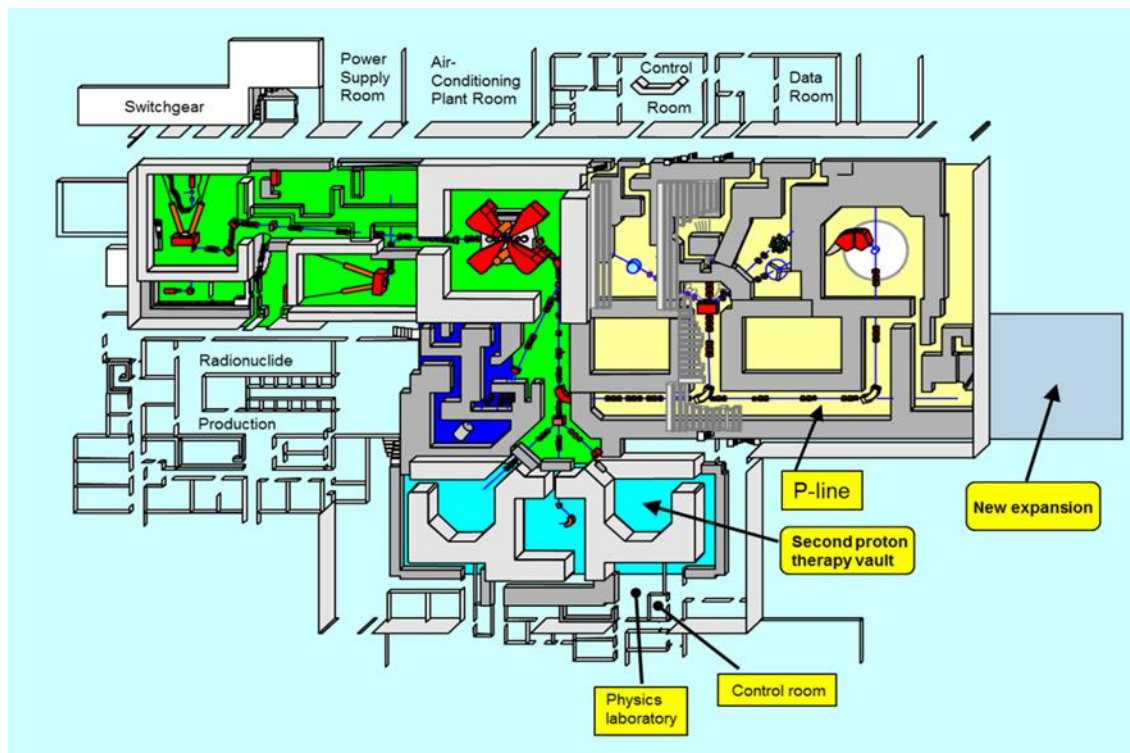 Power
Supply
Room
Air-
Conditioning
Plant Room
Control
Room
Data
Room
Switchgear
Radionuclide
Production
P-line
New expansion
Second proton
therapy vault
Control room
Physics
laboratory